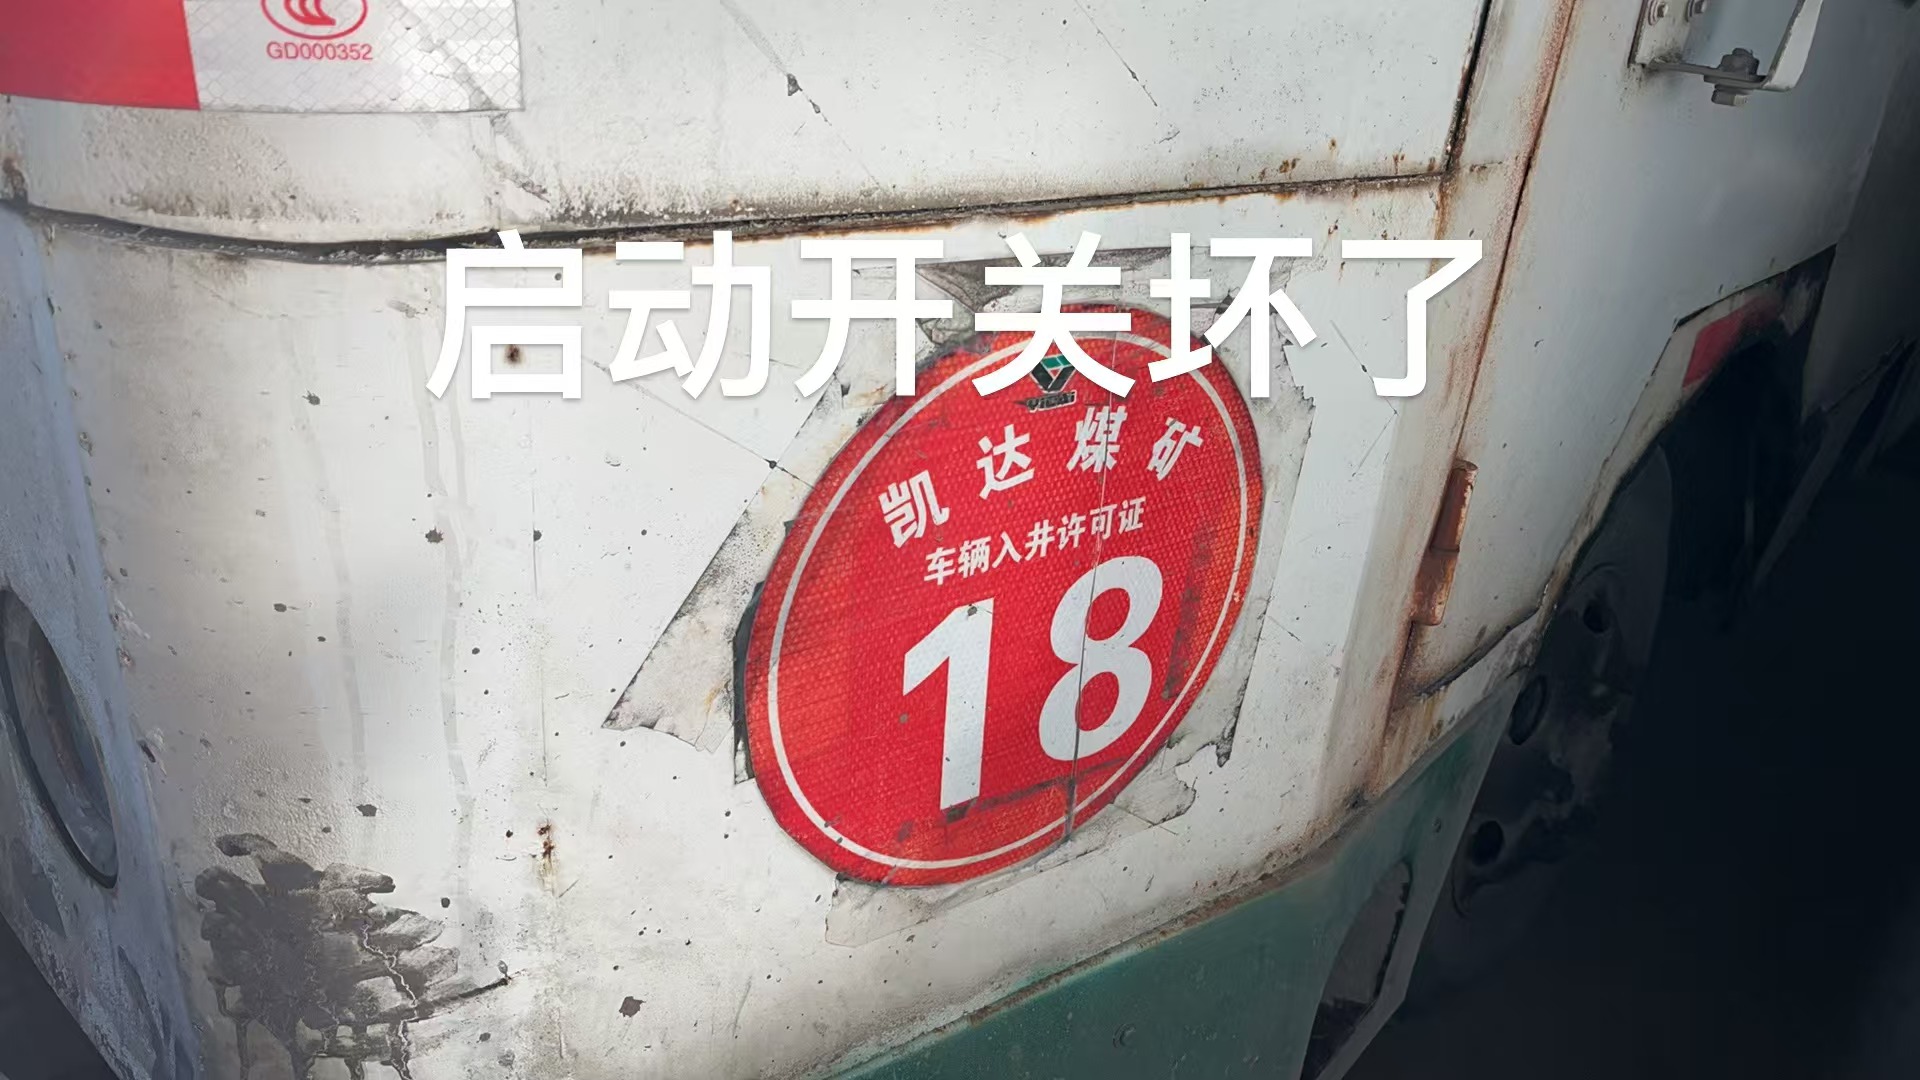 GD000352
启动开关坏了
凯达煤矿
车辆入井许可证
18